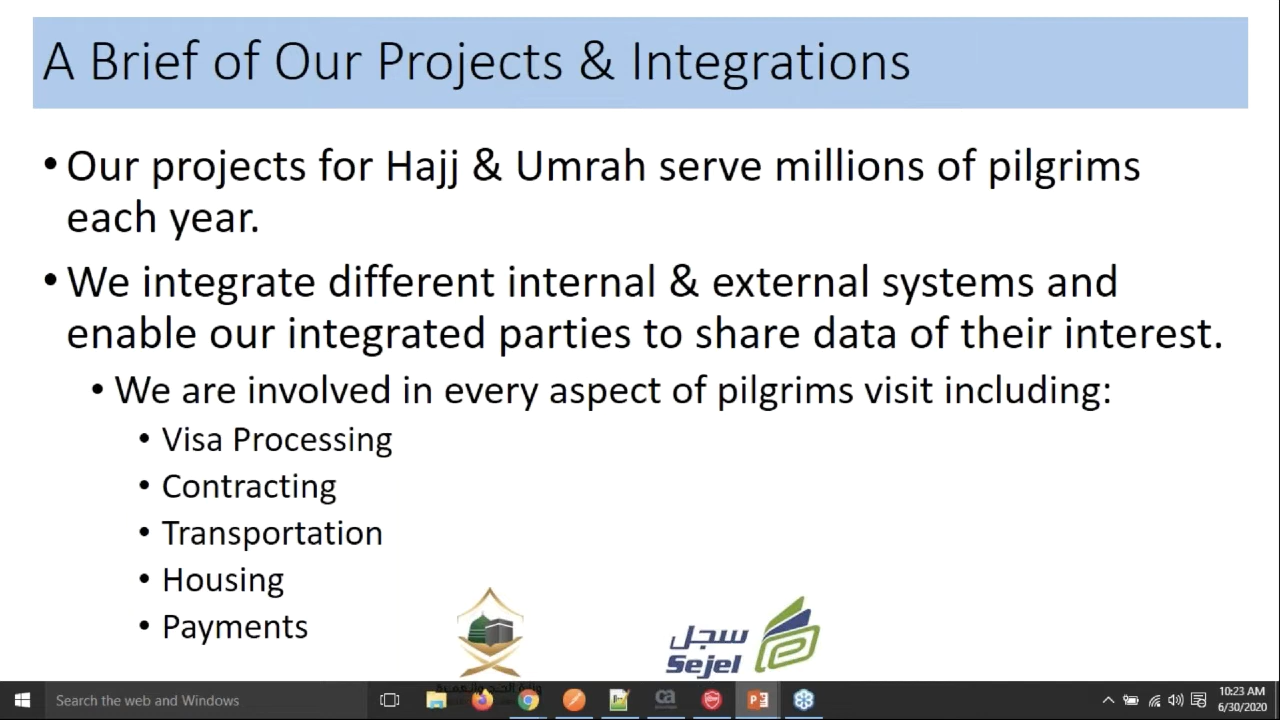 A Brief of Our Projects & Integrations
• Our projects for Hajj & Umrah serve millions of pilgrims
each year.
• We integrate different internal & external systems and
enable our integrated parties to share data of their interest.
• We are involved in every aspect of pilgrims visit including:
• Visa Processing
• Contracting
• Transportation
• Housing
• Payments
سجل
Sejel
Search the web and Windows
ca
10:23 AM
6/30/2020